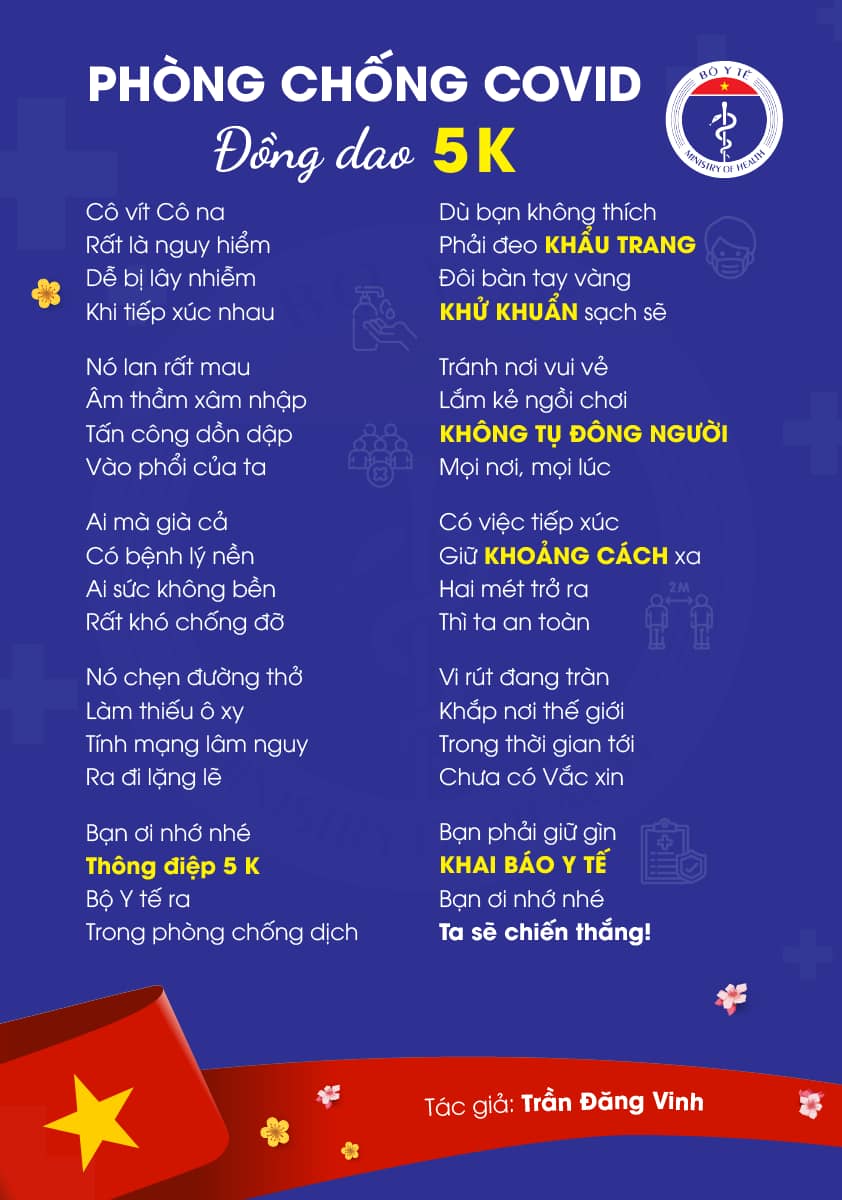 PHÒNG CHỐNG COVID
Đồng dao 5 K
BỘ Y TẾ
MINISTRY OF HEALTH
Cô vít Cô na
Rất là nguy hiểm
Dễ bị lây nhiễm
Khi tiếp xúc nhau
Nó lan rất mau
Âm thầm xâm nhập
Tấn công dồn dập
Vào phổi của ta
Ai mà già cả
Có bệnh lý nền
Ai sức không bền
Rất khó chống đỡ
Nó chẹn đường thở
Làm thiếu ô xy
Tính mạng lâm nguy
Ra đi lặng lẽ
Bạn ơi nhớ nhé
Thông điệp 5 K
Bộ Y tế ra
Trong phòng chống dịch
Dù bạn không thích
Phải đeo KHẨU TRANG
Đôi bàn tay vàng
KHỬ KHUẨN sạch sẽ
Tránh nơi vui vẻ
Lắm kẻ ngồi chơi
KHÔNG TỤ ĐÔNG NGƯỜI
Mọi nơi, mọi lúc
Có việc tiếp xúc
Giữ KHOẢNG CÁCH xa
Hai mét trở ra
Thì ta an toàn
2M
Vi rút đang tràn
Khắp nơi thế giới
Trong thời gian tới
Chưa có Vắc xin
Bạn phải giữ gìn
KHAI BÁO Y TẾ
Bạn ơi nhớ nhé
Ta sẽ chiến thắng!
Tác giả: Trần Đăng Vinh